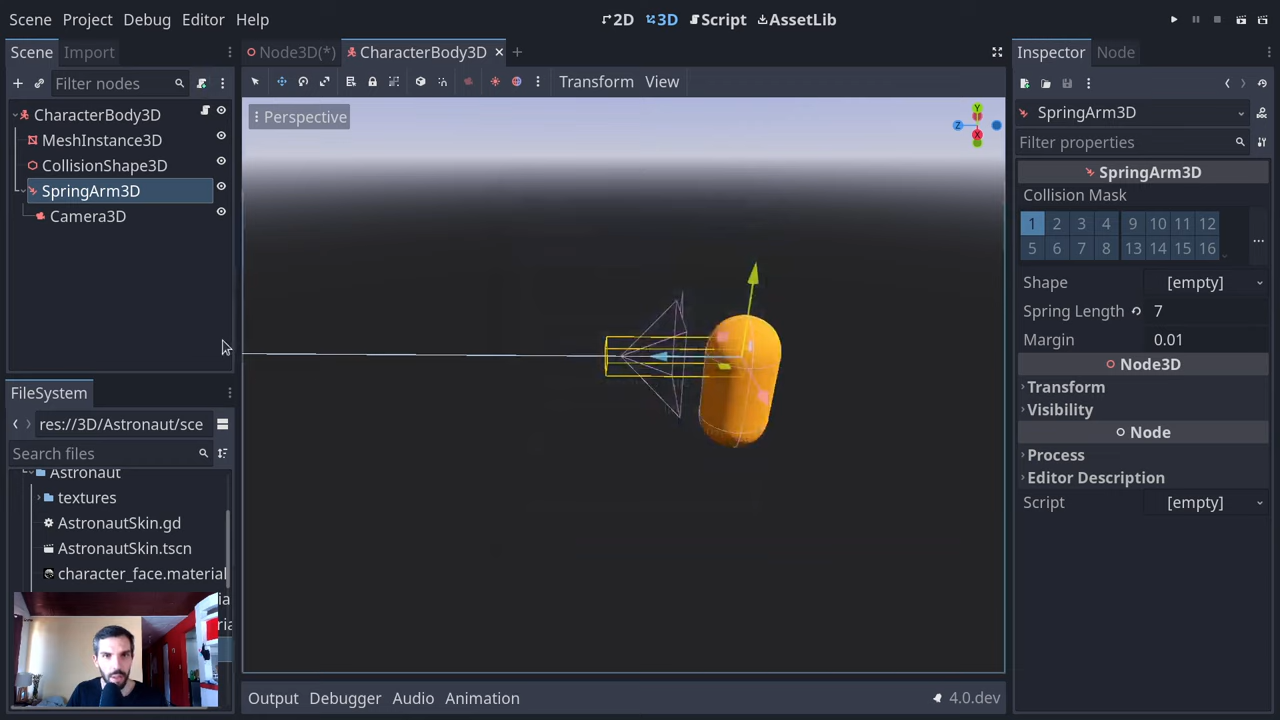 Scene Project Debug Editor Help
2D 3D Script AssetLib
Scene Import
Node3D(*) CharacterBody3D
Inspector Node
Filter nodes
Transform View
CharacterBody3D
MeshInstance3D
CollisionShape3D
SpringArm3D
Camera3D
Perspective
Y
Z
X
SpringArm3D
Filter properties
SpringArm3D
Collision Mask
1 2 3 4 9 10 11 12
5 6 7 8 13 14 15 16
Shape [empty]
Spring Length 7
Margin 0.01
Node3D
Transform
Visibility
Node
Process
Editor Description
Script [empty]
FileSystem
res://3D/Astronaut/sce
Search files
Astronaut
textures
AstronautSkin.gd
AstronautSkin.tscn
character_face.material
Output Debugger Audio Animation
4.0.dev